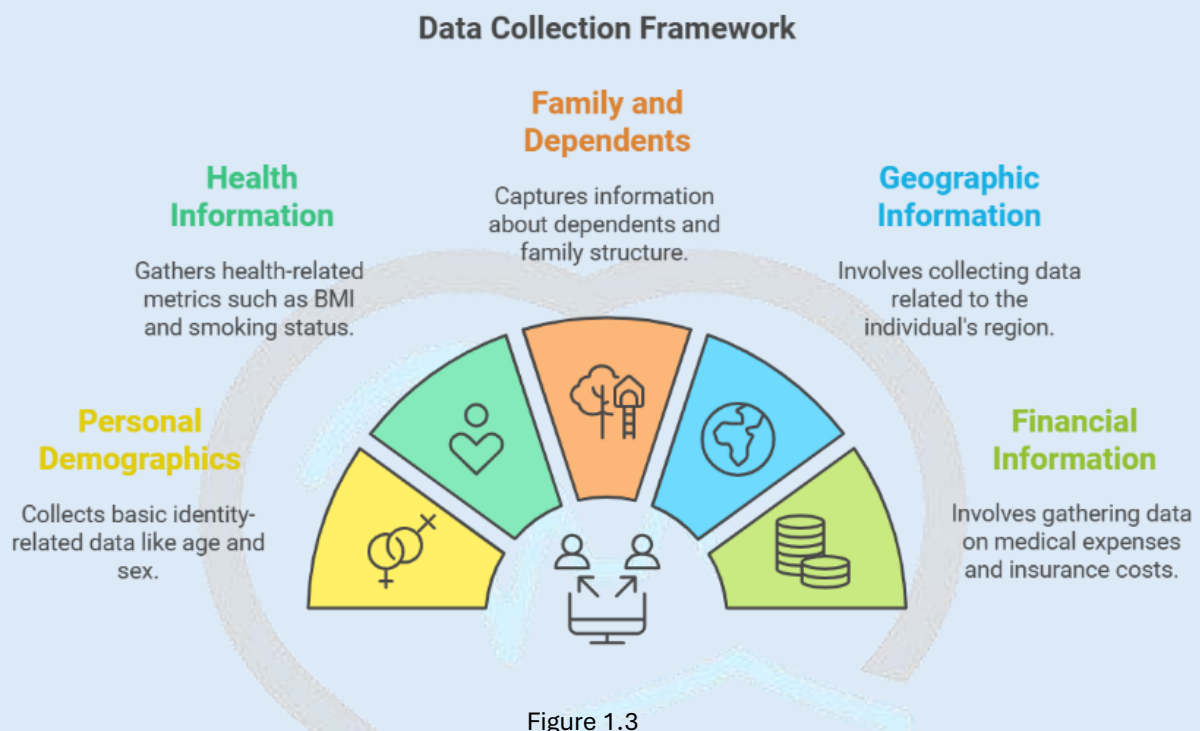 Data Collection Framework
Family and
Dependents
Captures information
about dependents and
family structure.
Health
Information
Gathers health-related
metrics such as BMI
and smoking status.
Geographic
Information
Involves collecting data
related to the
individual's region.
Personal
Demographics
Collects basic identity-
related data like age and
sex.
Financial
Information
Involves gathering data
on medical expenses
and insurance costs.
Figure 1.3